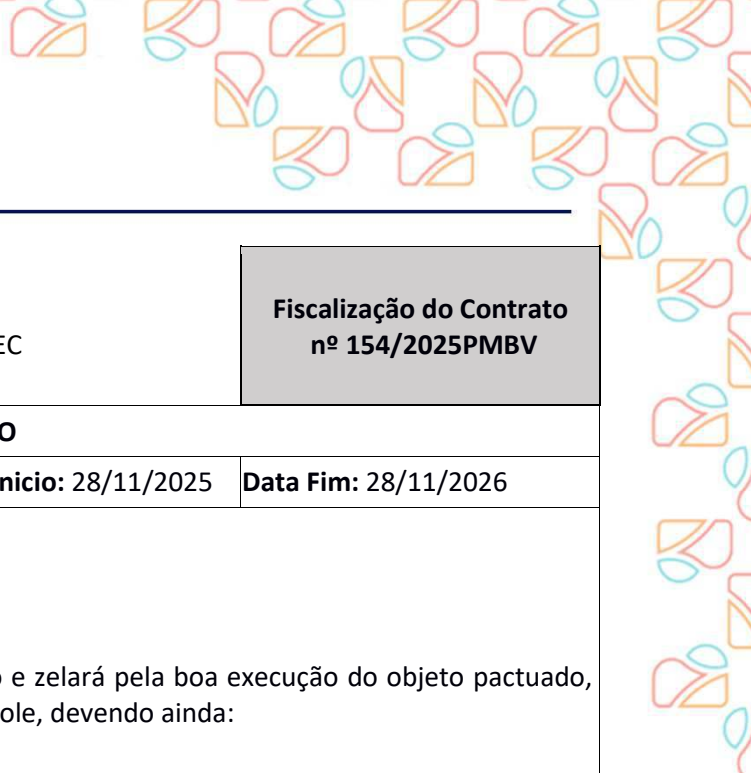 Fiscalização do Contrato
nº 154/2025PMBV
EC
O
nicio: 28/11/2025 Data Fim: 28/11/2026
o e zelará pela boa execução do objeto pactuado,
ole, devendo ainda: